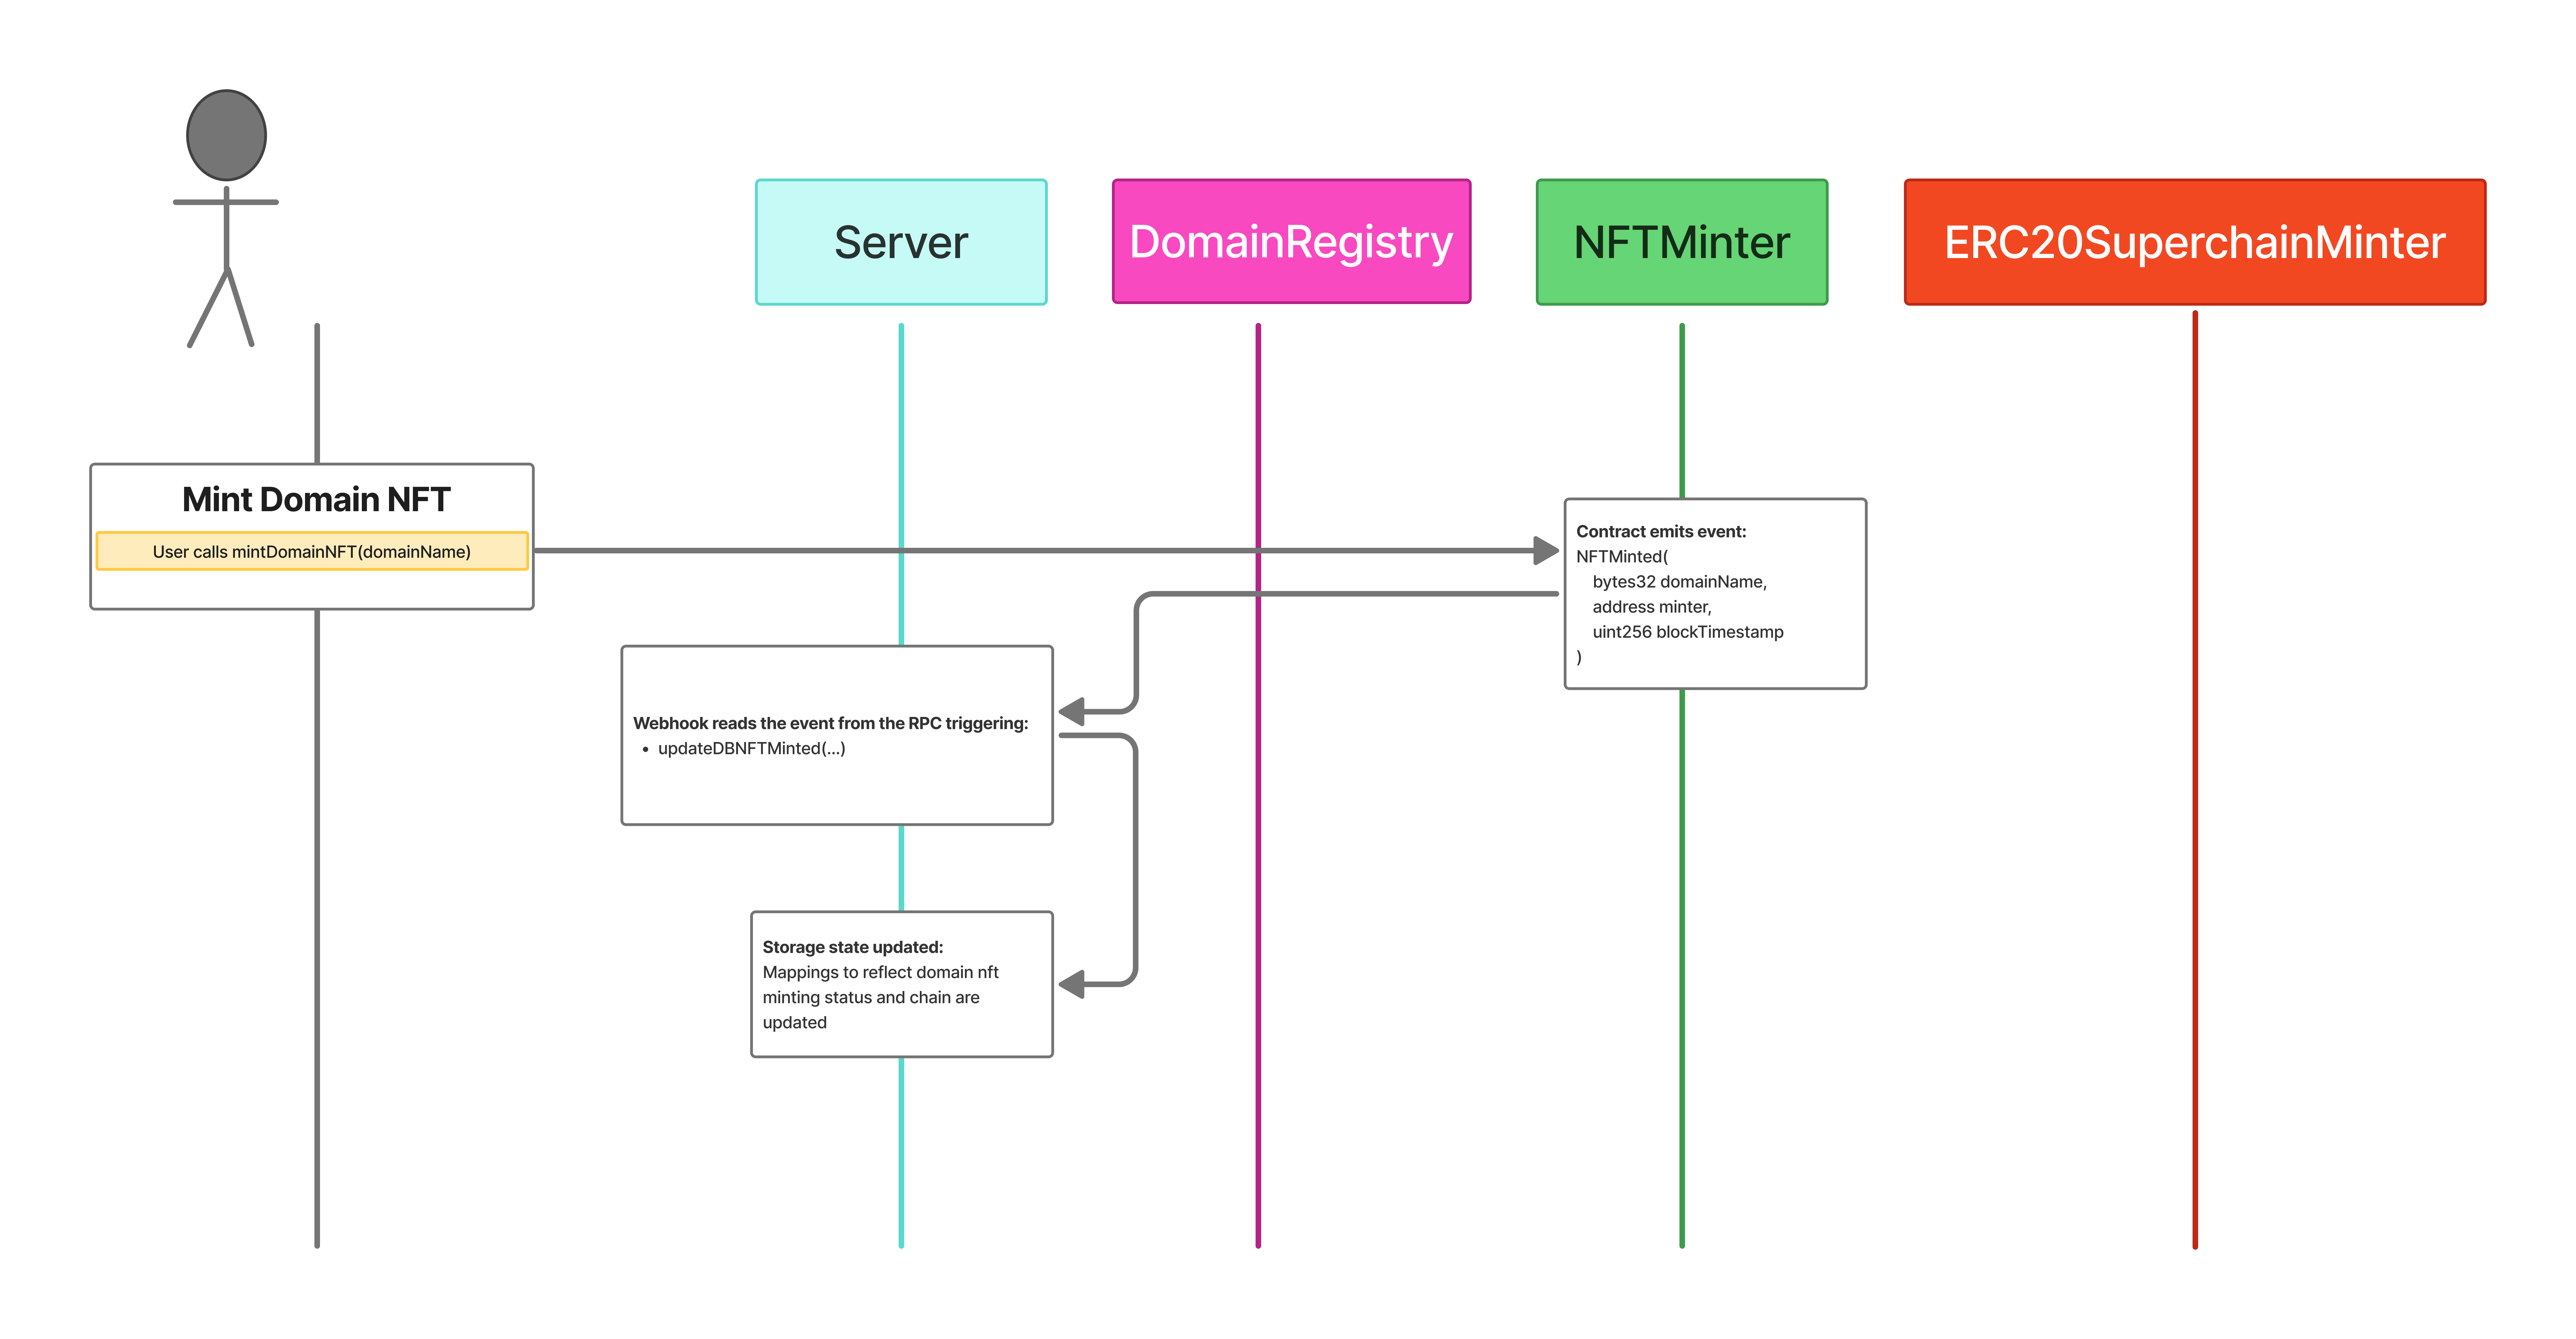 Server
DomainRegistry
NFTMinter
ERC20SuperchainMinter
Mint Domain NFT
User calls mintDomainNFT(domainName)
Contract emits event:
NFTMinted(
bytes32 domainName,
address minter,
uint256 blockTimestamp
)
Webhook reads the event from the RPC triggering:
• updateDBNFTMinted(...)
Storage state updated:
Mappings to reflect domain nft
minting status and chain are
updated